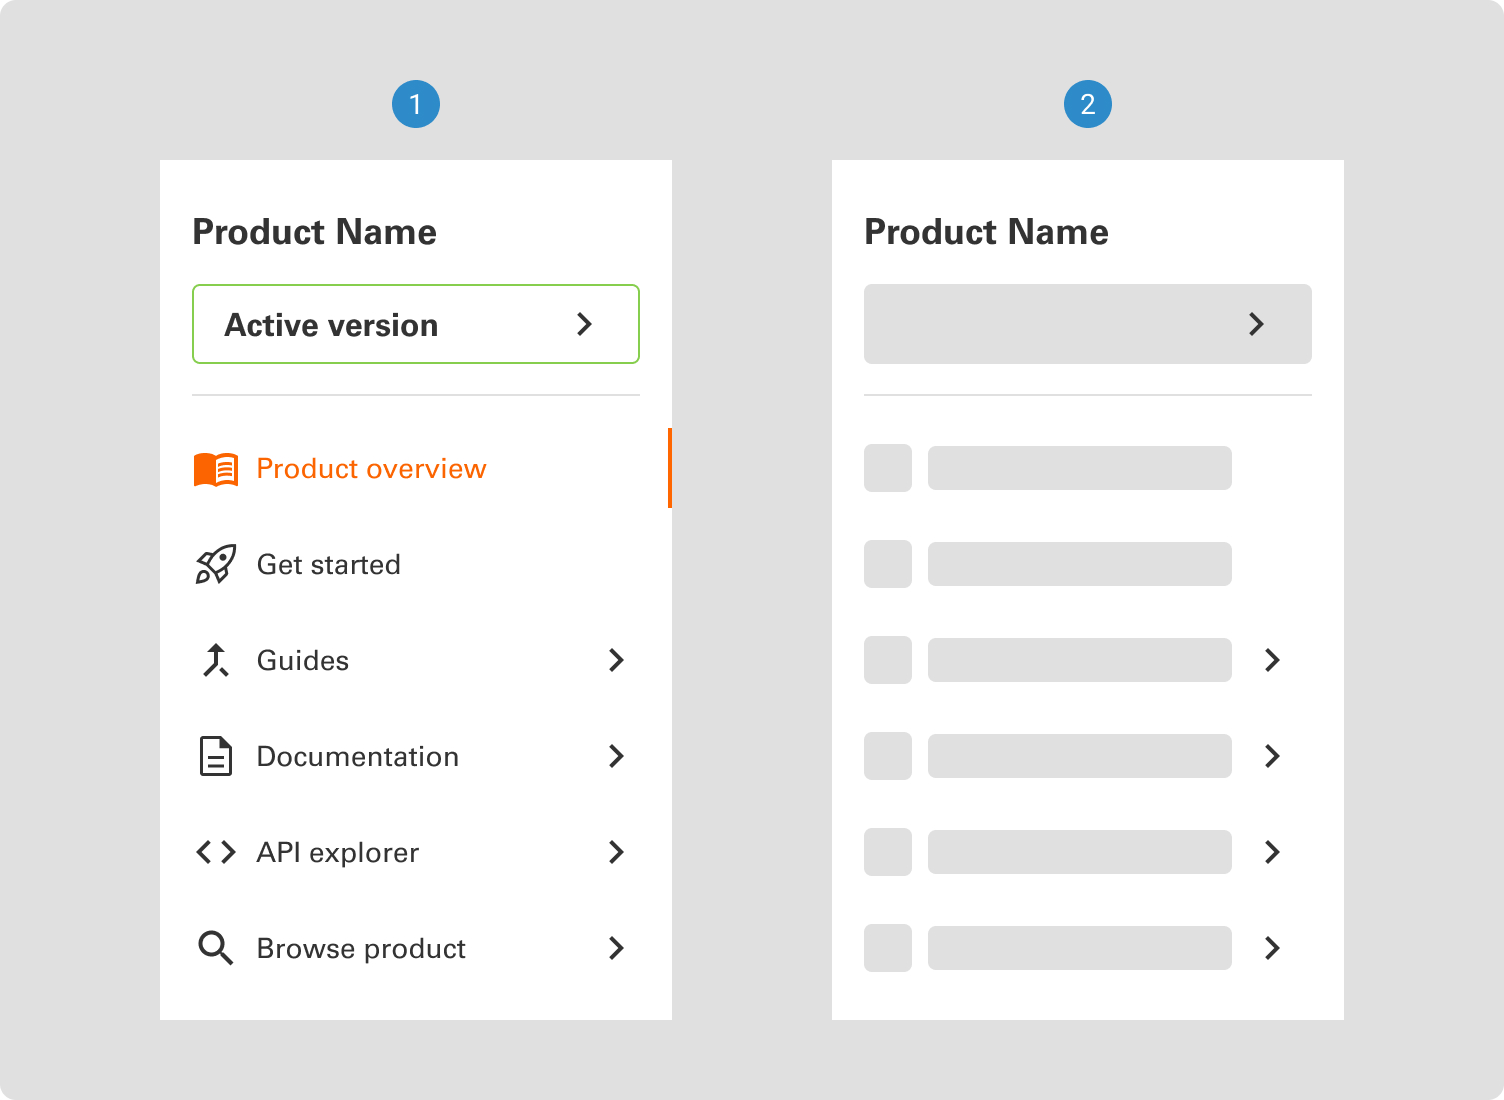 1
Product Name
Active version
Product overview
Get started
Guides
Documentation
API explorer
Browse product
2
Product Name